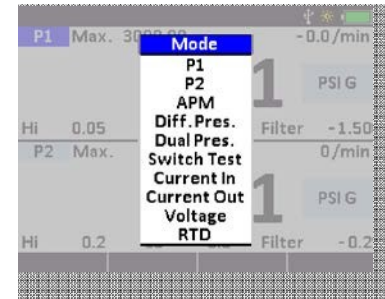 P1 Max. 3000.00 -0.0/min
Mode
P1
P2
APM
Diff. Pres.
Dual Pres.
Switch Test
Current In
Current Out
Voltage
RTD
1 PSI G
Hi 0.05 Filter -1.50
P2 Max. 0/min
1 PSI G
Hi 0.2 Filter -0.2